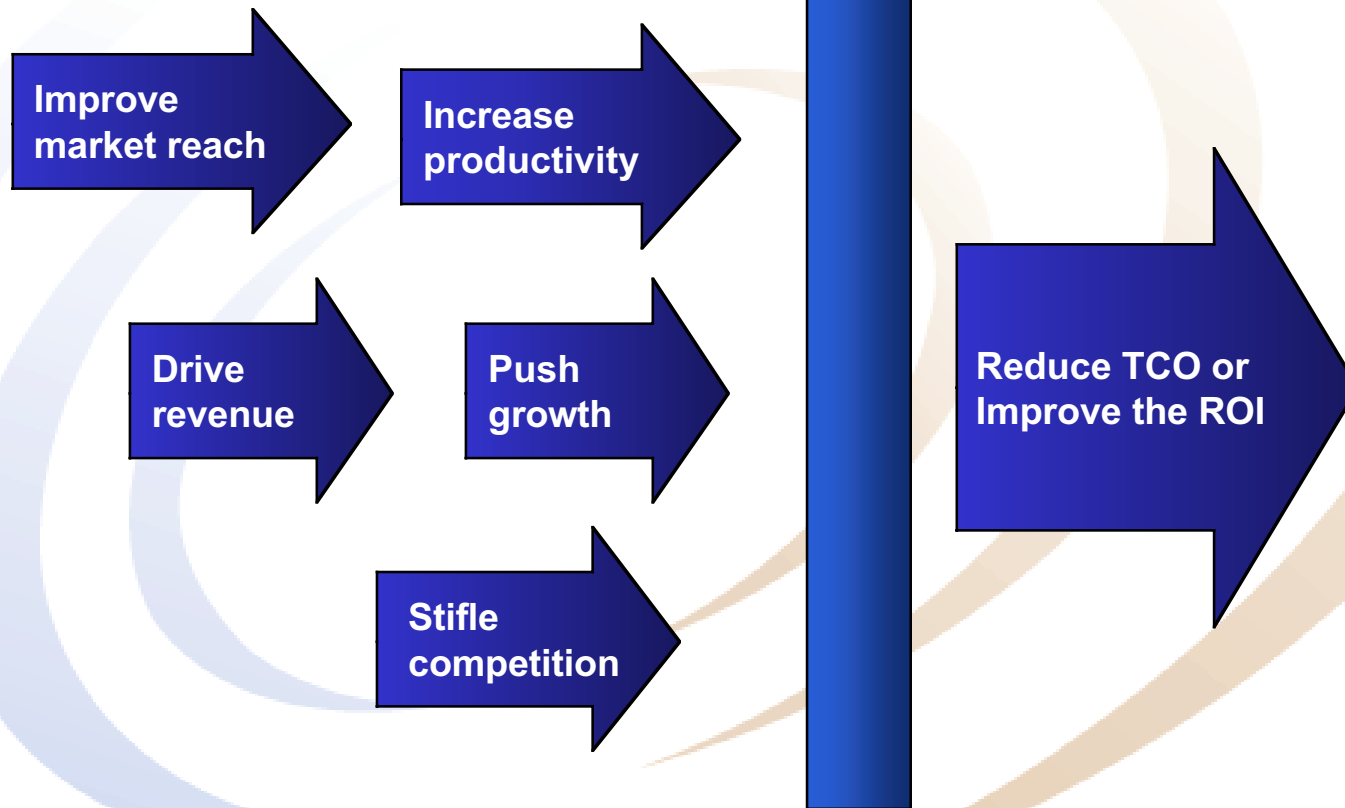 Improve
market reach
Increase
productivity
Drive
revenue
Push
growth
Stifle
competition
Reduce TCO or
Improve the ROI